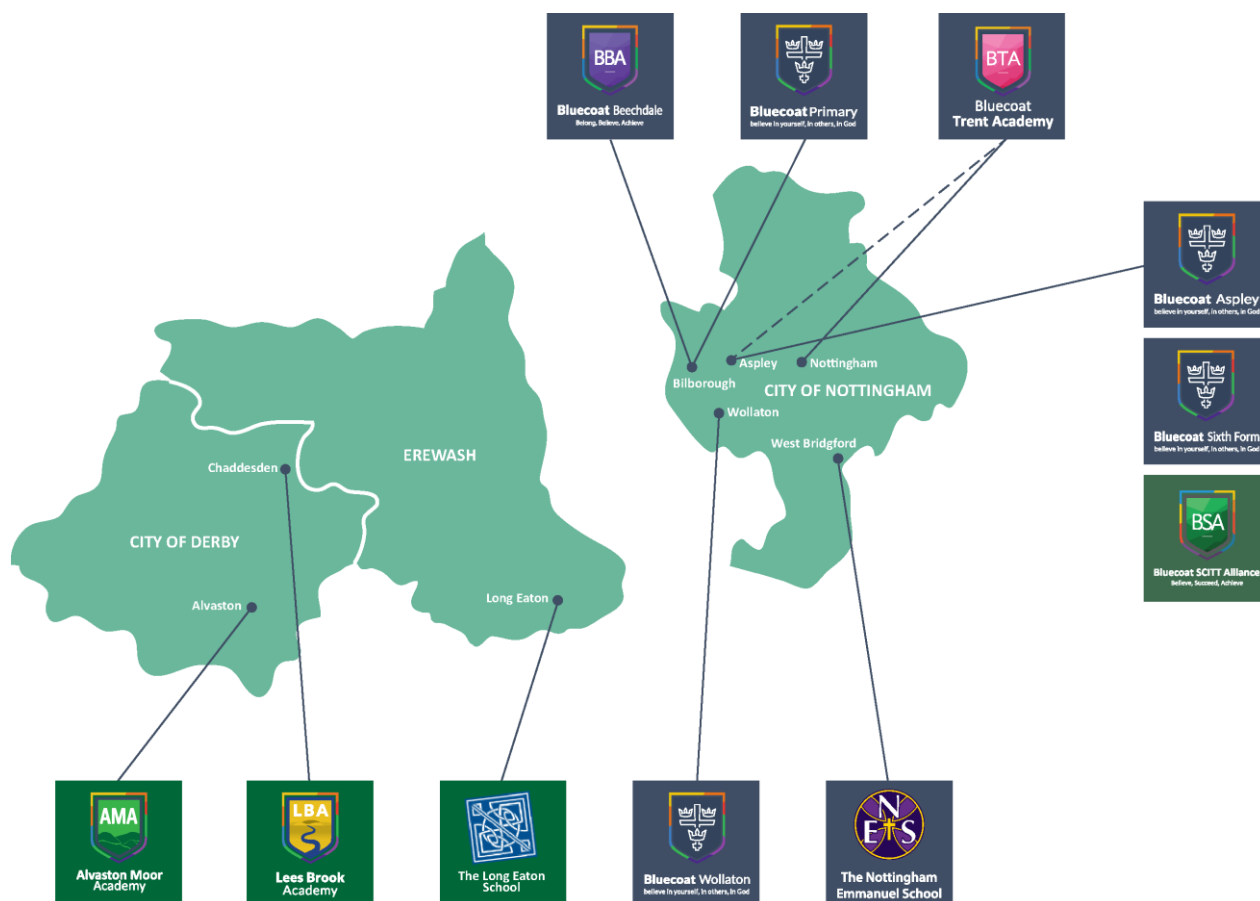 BBA
Bluecoat Beechdale
Belong, Believe, Achieve
Bluecoat Primary
believe in yourself, in others, in God
BTA
Bluecoat
Trent Academy
Bluecoat Aspley
believe in yourself, in others, in God
Bluecoat Sixth Form
believe in yourself, in others, in God
BSA
Bluecoat SCITT Alliance
Believe, Succeed, Achieve
Aspley
Nottingham
Bilborough
CITY OF NOTTINGHAM
Wollaton
West Bridgford
EREWASH
Chaddesden
CITY OF DERBY
Alvaston
Long Eaton
AMA
Alvaston Moor
Academy
LBA
Lees Brook
Academy
The Long Eaton
School
Bluecoat Wollaton
believe in yourself, in others, in God
N
E S
The Nottingham
Emmanuel School